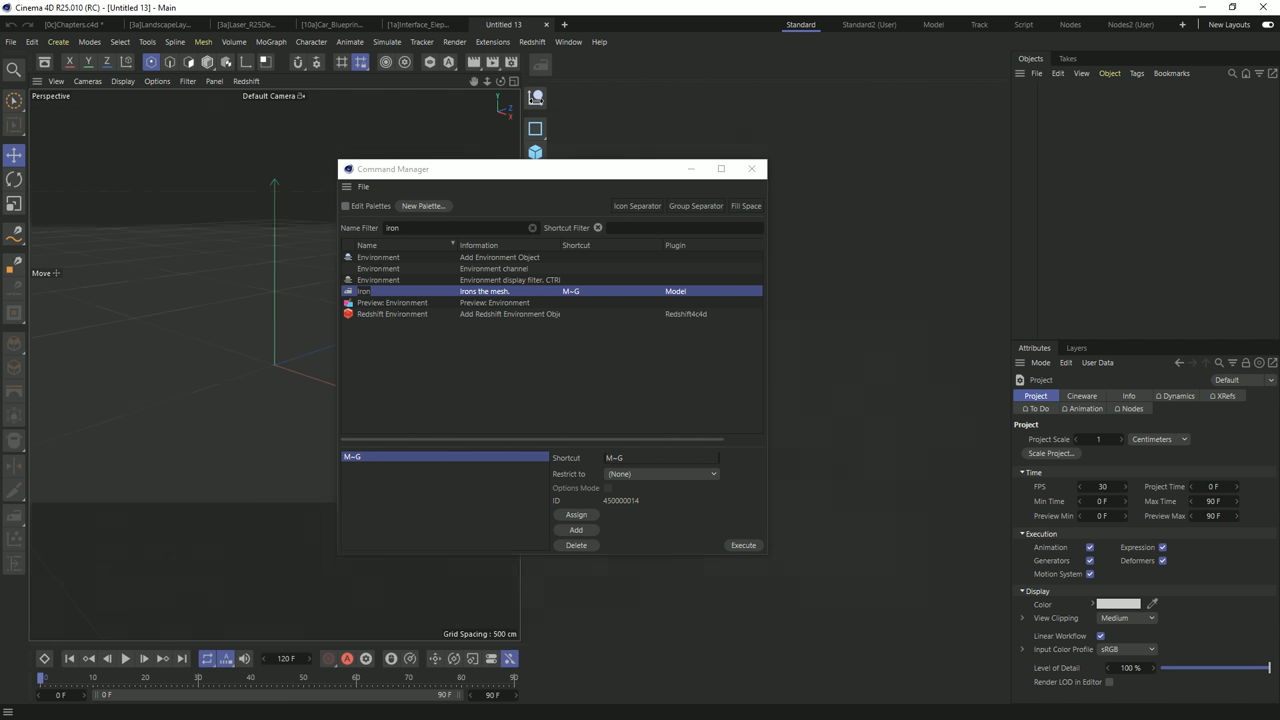 Cinema 4D R25.010 (RC) - [Untitled 13] - Main
[0c]Chapters.c4d * [3a]LandscapeLay... [3a]Laser_R25De... [10a]Car_Blueprin... [1a]Interface_Elep... Untitled 13 Standard Standard2 (User) Model Track Script Nodes Nodes2 (User) New Layouts
File Edit Create Modes Select Tools Spline Mesh Volume MoGraph Character Animate Simulate Tracker Render Extensions Redshift Window Help
Objects Takes
X Y Z
File Edit View Object Tags Bookmarks
View Cameras Display Options Filter Panel Redshift
Perspective Default Camera
Y Z X
Command Manager
File
Edit Palettes New Palette... Icon Separator Group Separator Fill Space
Name Filter iron Shortcut Filter
Name Information Shortcut Plugin
Environment Add Environment Object
Environment Environment channel
Environment Environment display filter. CTRl
Iron Irons the mesh. M~G Model
Preview: Environment Preview: Environment
Redshift Environment Add Redshift Environment Obje Redshift4c4d
M~G Shortcut M~G
Restrict to (None)
Options Mode
ID 450000014
Assign
Add
Delete Execute
Move
Grid Spacing : 500 cm
120 F
0 10 20 30 40 50 60 70 80 90
0 F 0 F 90 F 90 F
Attributes Layers
Mode Edit User Data
Project Default
Project Cineware Info Dynamics XRefs
To Do Animation Nodes
Project
Project Scale 1 Centimeters
Scale Project...
Time
FPS 30 Project Time 0 F
Min Time 0 F Max Time 90 F
Preview Min 0 F Preview Max 90 F
Execution
Animation Expression
Generators Deformers
Motion System
Display
Color
View Clipping Medium
Linear Workflow
Input Color Profile sRGB
Level of Detail 100 %
Render LOD in Editor